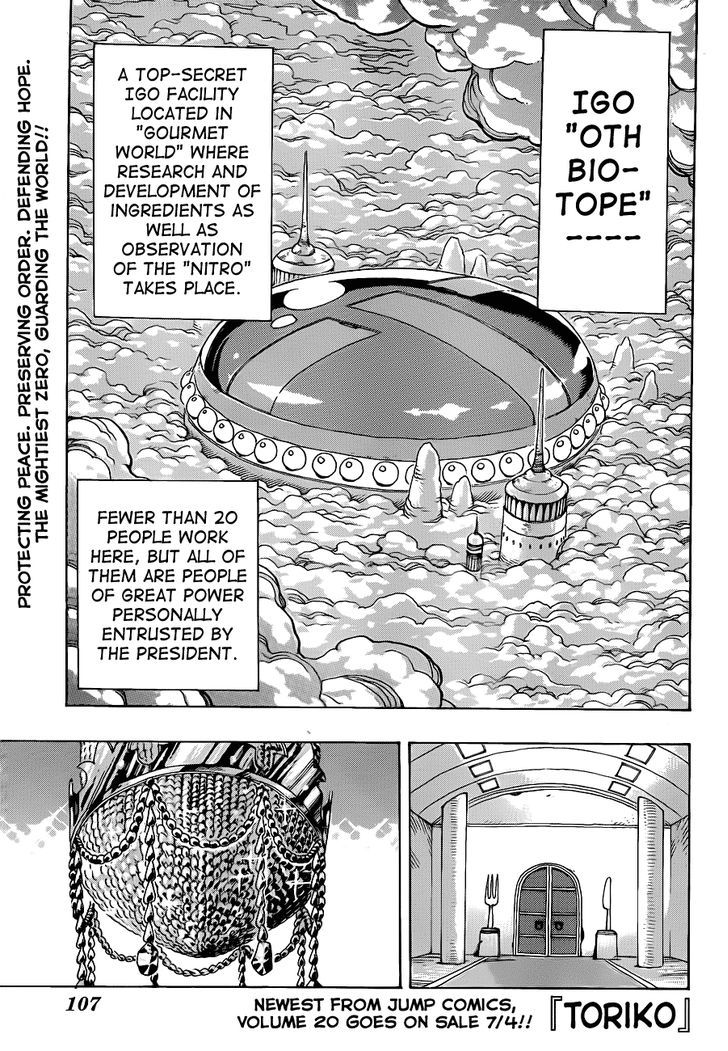 IGO
"OTH
BIO-
TOPE"
----
A TOP-SECRET
IGO FACILITY
LOCATED IN
"GOURMET
WORLD" WHERE
RESEARCH AND
DEVELOPMENT OF
INGREDIENTS AS
WELL AS
OBSERVATION
OF THE "NITRO"
TAKES PLACE.
PROTECTING PEACE. PRESERVING ORDER. DEFENDING HOPE.
THE MIGHTIEST ZERO, GUARDING THE WORLD!!
FEWER THAN 20
PEOPLE WORK
HERE, BUT ALL OF
THEM ARE PEOPLE
OF GREAT POWER
PERSONALLY
ENTRUSTED BY
THE PRESIDENT.
107
NEWEST FROM JUMP COMICS,
VOLUME 20 GOES ON SALE 7/4!!
『TORIKO』